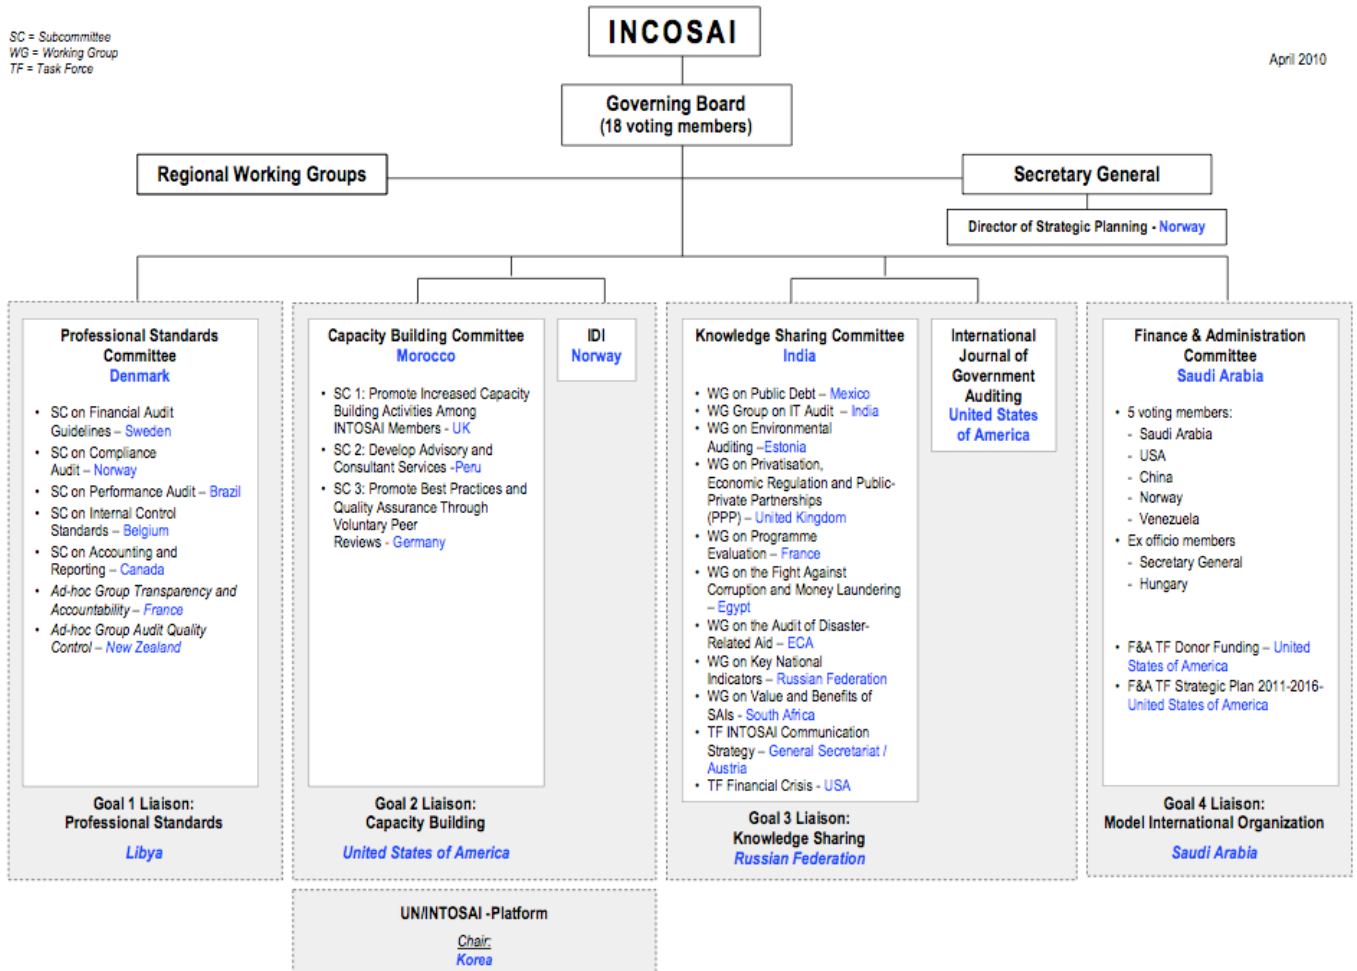 SC = Subcommittee
WG = Working Group
TF = Task Force
INCOSAI
April 2010
Governing Board
(18 voting members)
Regional Working Groups
Secretary General
Director of Strategic Planning - Norway
Professional Standards
Committee
Denmark
• SC on Financial Audit
Guidelines – Sweden
• SC on Compliance
Audit – Norway
• SC on Performance Audit – Brazil
• SC on Internal Control
Standards – Belgium
• SC on Accounting and
Reporting – Canada
• Ad-hoc Group Transparency and
Accountability – France
• Ad-hoc Group Audit Quality
Control – New Zealand
Goal 1 Liaison:
Professional Standards
Libya
Capacity Building Committee
Morocco
• SC 1: Promote Increased Capacity
Building Activities Among
INTOSAI Members - UK
• SC 2: Develop Advisory and
Consultant Services -Peru
• SC 3: Promote Best Practices and
Quality Assurance Through
Voluntary Peer
Reviews - Germany
IDI
Norway
Goal 2 Liaison:
Capacity Building
United States of America
Knowledge Sharing Committee
India
• WG on Public Debt – Mexico
• WG Group on IT Audit – India
• WG on Environmental
Auditing –Estonia
• WG on Privatisation,
Economic Regulation and Public-
Private Partnerships
(PPP) – United Kingdom
• WG on Programme
Evaluation – France
• WG on the Fight Against
Corruption and Money Laundering
– Egypt
• WG on the Audit of Disaster-
Related Aid – ECA
• WG on Key National
Indicators – Russian Federation
• WG on Value and Benefits of
SAIs - South Africa
• TF INTOSAI Communication
Strategy – General Secretariat /
Austria
• TF Financial Crisis - USA
International
Journal of
Government
Auditing
United States
of America
Goal 3 Liaison:
Knowledge Sharing
Russian Federation
Finance & Administration
Committee
Saudi Arabia
• 5 voting members:
- Saudi Arabia
- USA
- China
- Norway
- Venezuela
• Ex officio members
- Secretary General
- Hungary
• F&A TF Donor Funding – United
States of America
• F&A TF Strategic Plan 2011-2016-
United States of America
Goal 4 Liaison:
Model International Organization
Saudi Arabia
UN/INTOSAI -Platform
Chair:
Korea